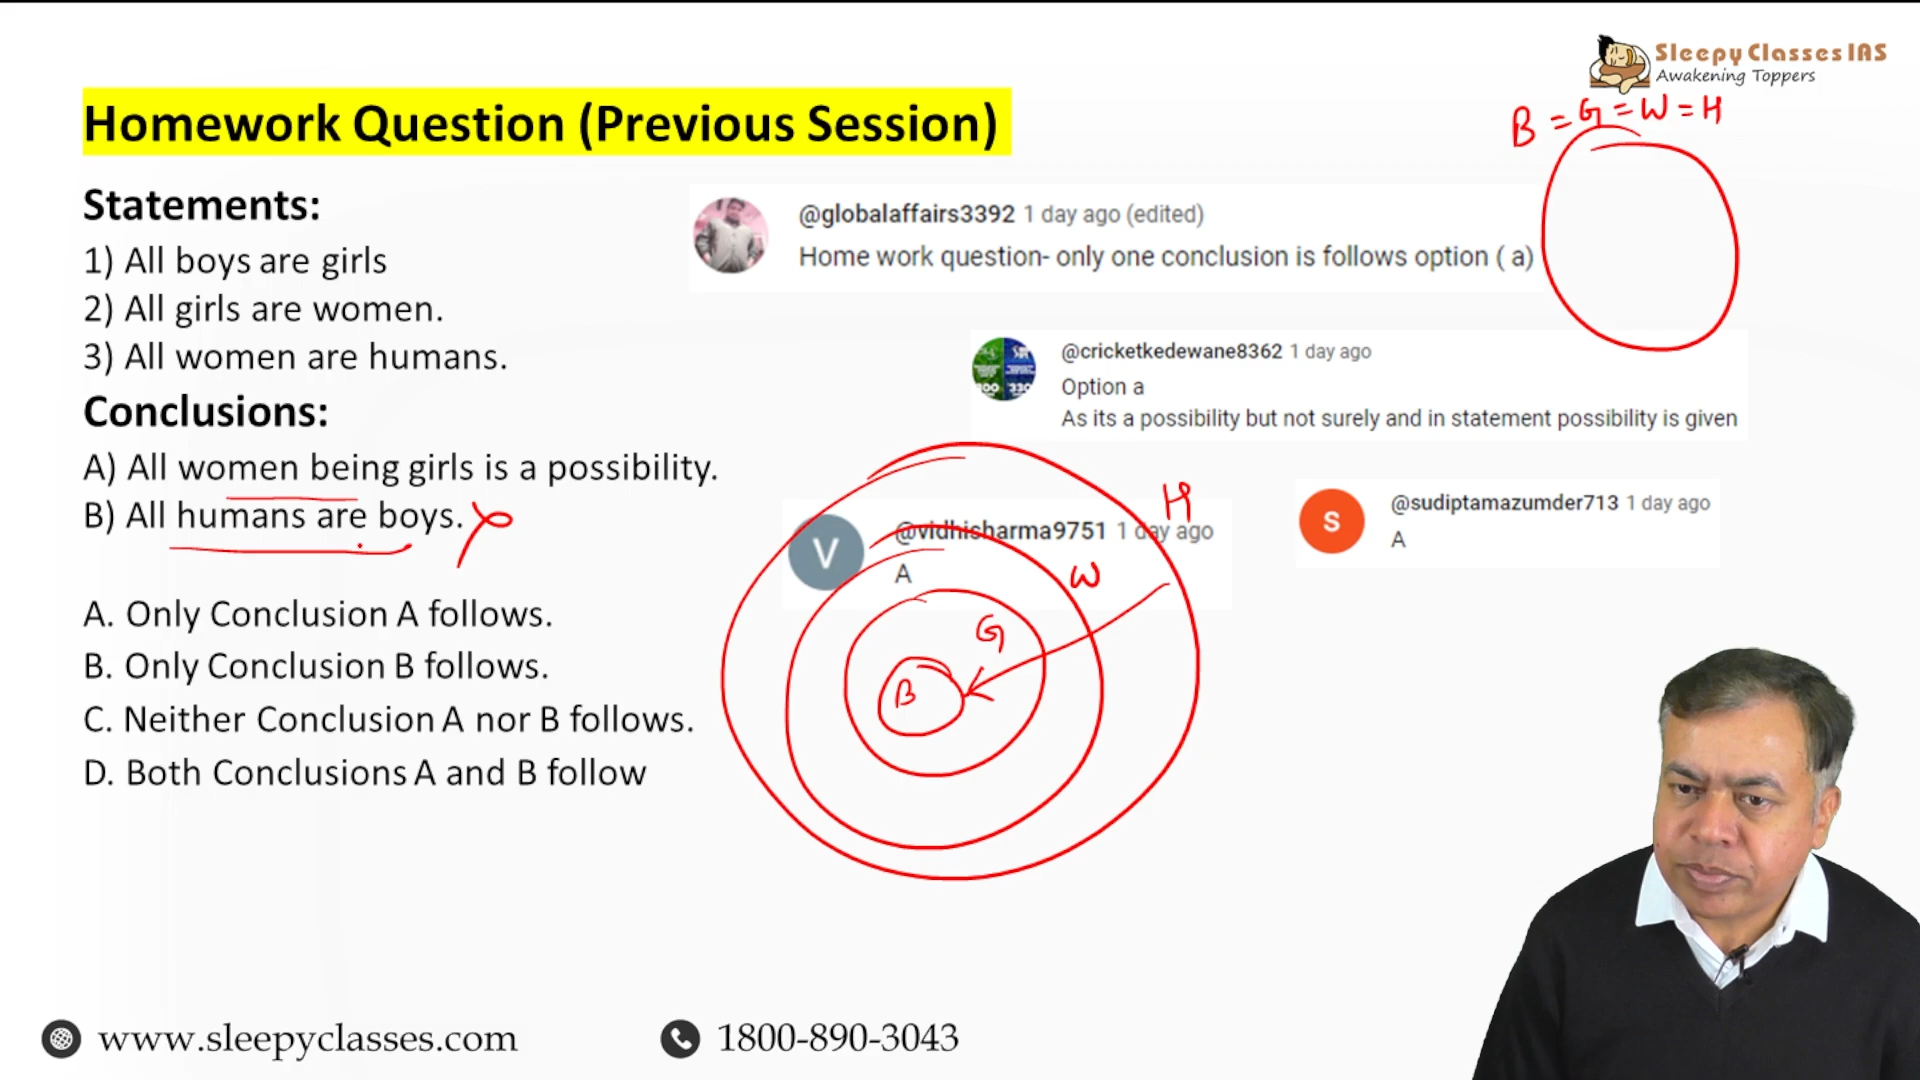 Sleepy Classes IAS
Awakening Toppers
B = G = W = H
Homework Question (Previous Session)
Statements:
1) All boys are girls
2) All girls are women.
3) All women are humans.
Conclusions:
A) All women being girls is a possibility.
B) All humans are boys.
A. Only Conclusion A follows.
B. Only Conclusion B follows.
C. Neither Conclusion A nor B follows.
D. Both Conclusions A and B follow
@globalaffairs3392 1 day ago (edited)
Home work question- only one conclusion is follows option ( a)
@cricketkedewane8362 1 day ago
Option a
As its a possibility but not surely and in statement possibility is given
V
@vidhisharma9751 1 day ago
A
S
@sudiptamazumder713 1 day ago
A
H
W
G
B
www.sleepyclasses.com
1800-890-3043